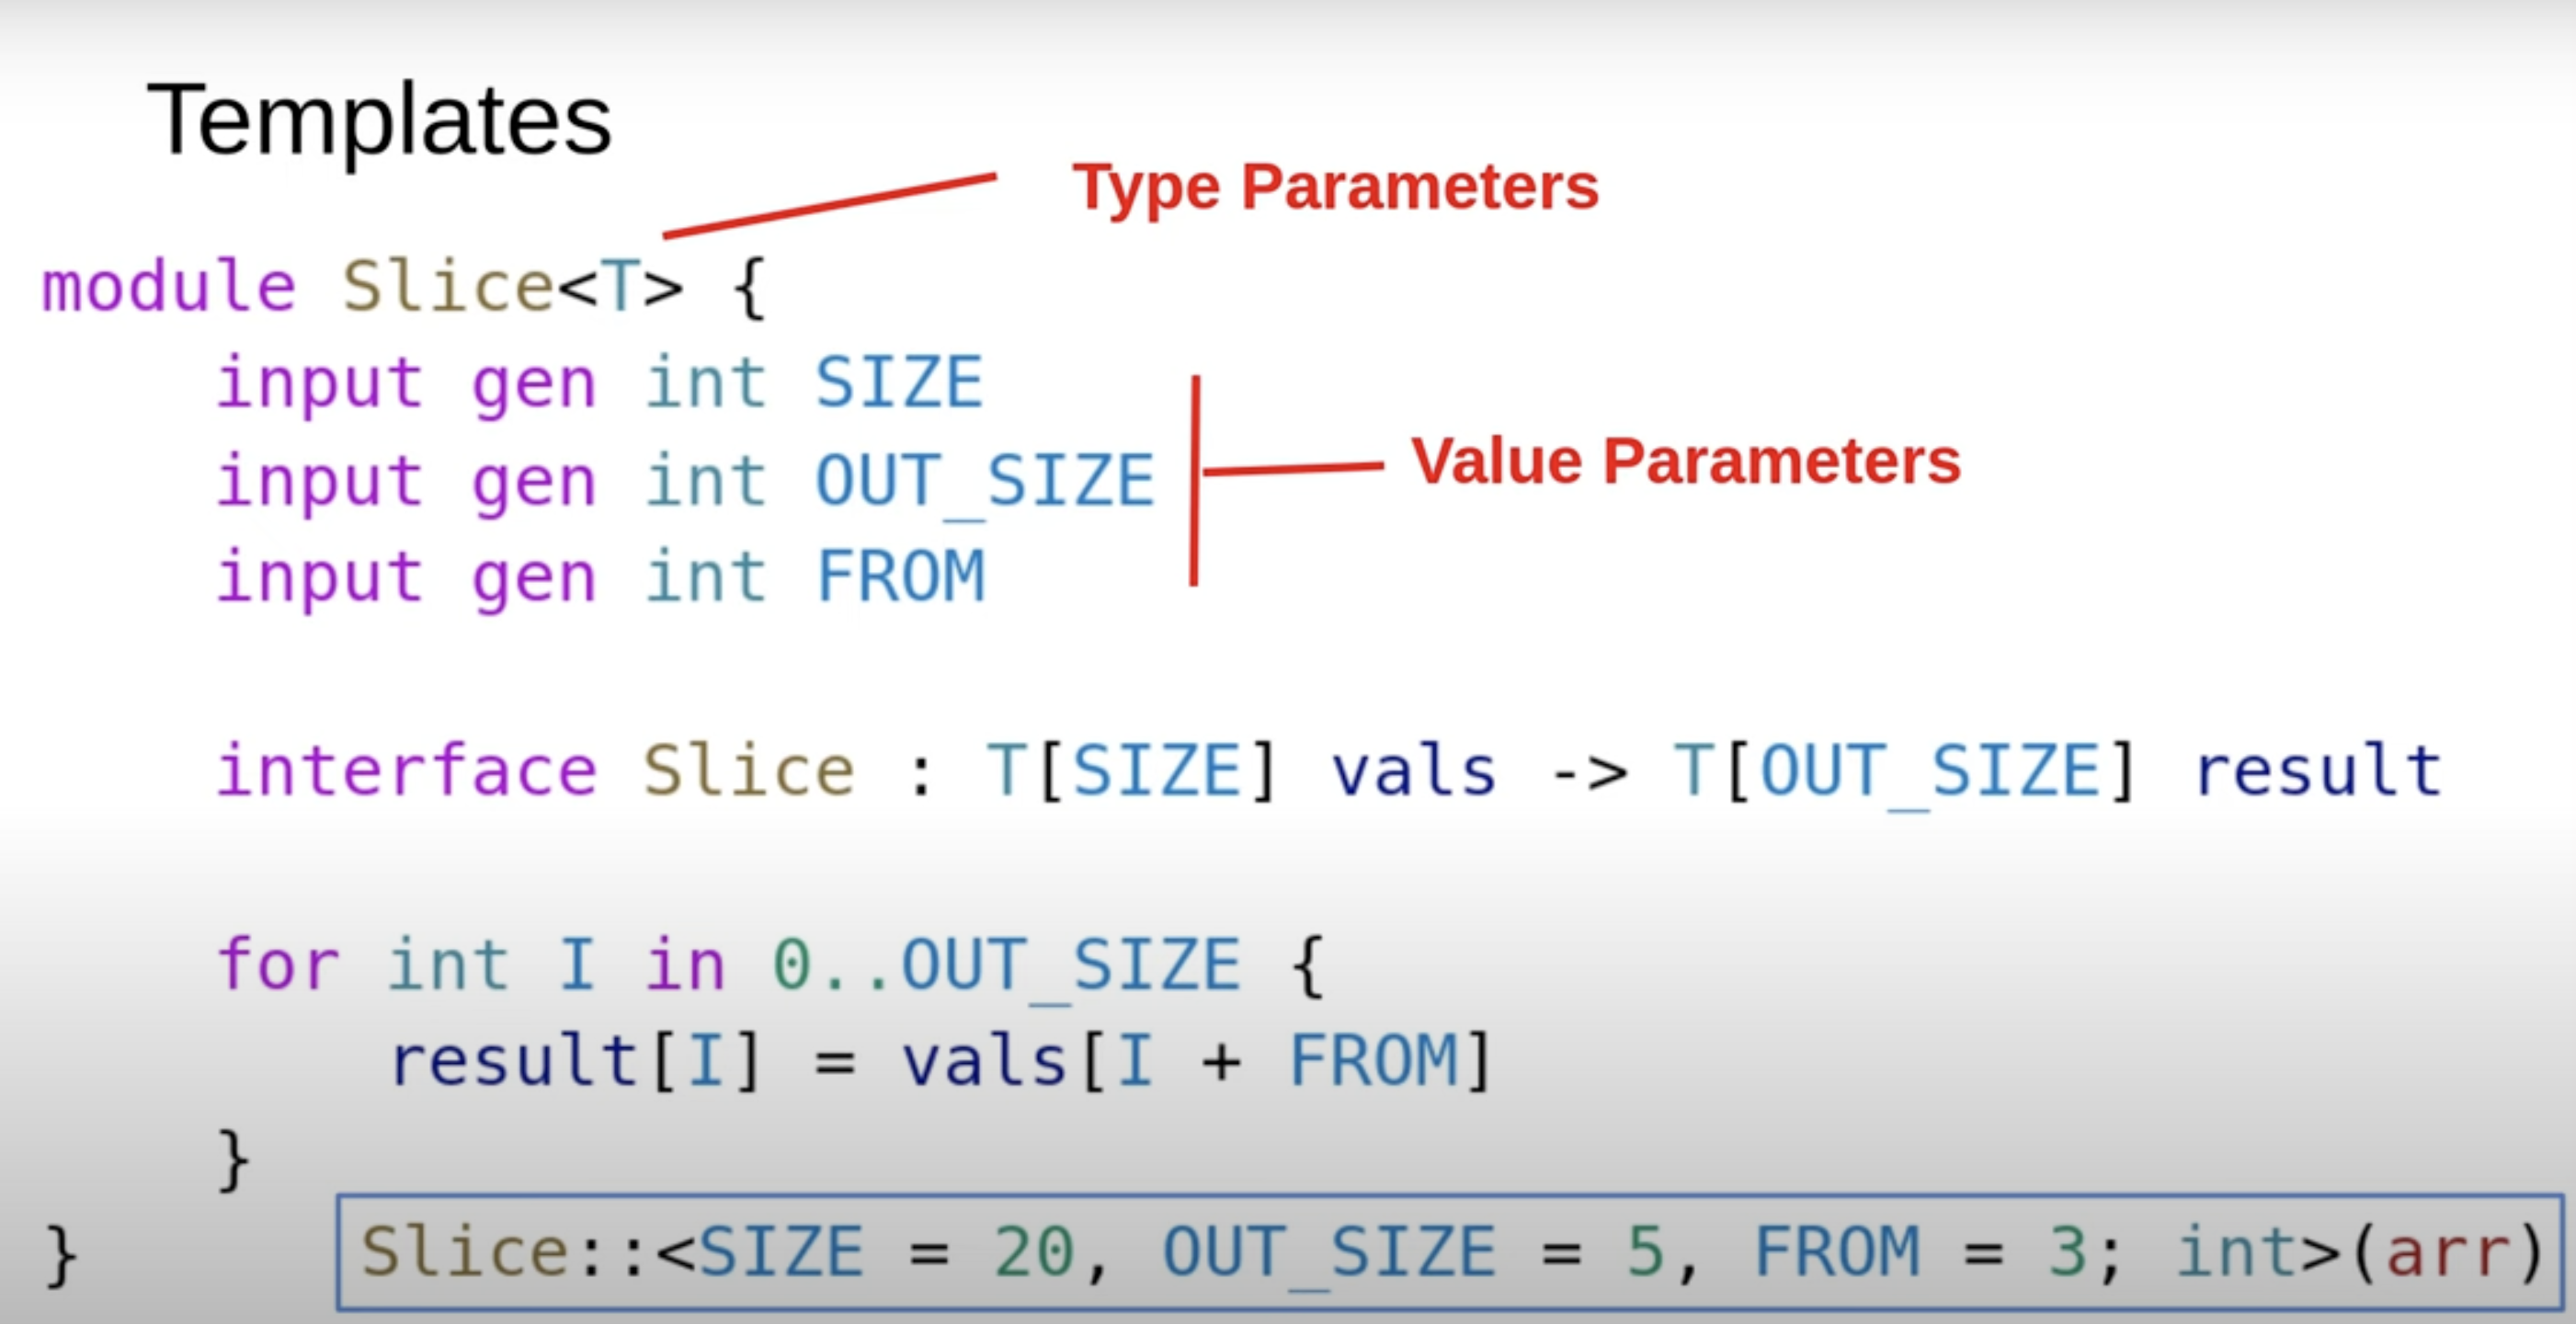 Templates
Type Parameters
module Slice<T> {
input gen int SIZE
input gen int OUT_SIZE
Value Parameters
input gen int FROM
interface Slice : T[SIZE] vals -> T[OUT_SIZE] result
for int I in 0..OUT_SIZE {
result[I] = vals[I + FROM]
}
}
Slice::<SIZE = 20, OUT_SIZE = 5, FROM = 3; int>(arr)